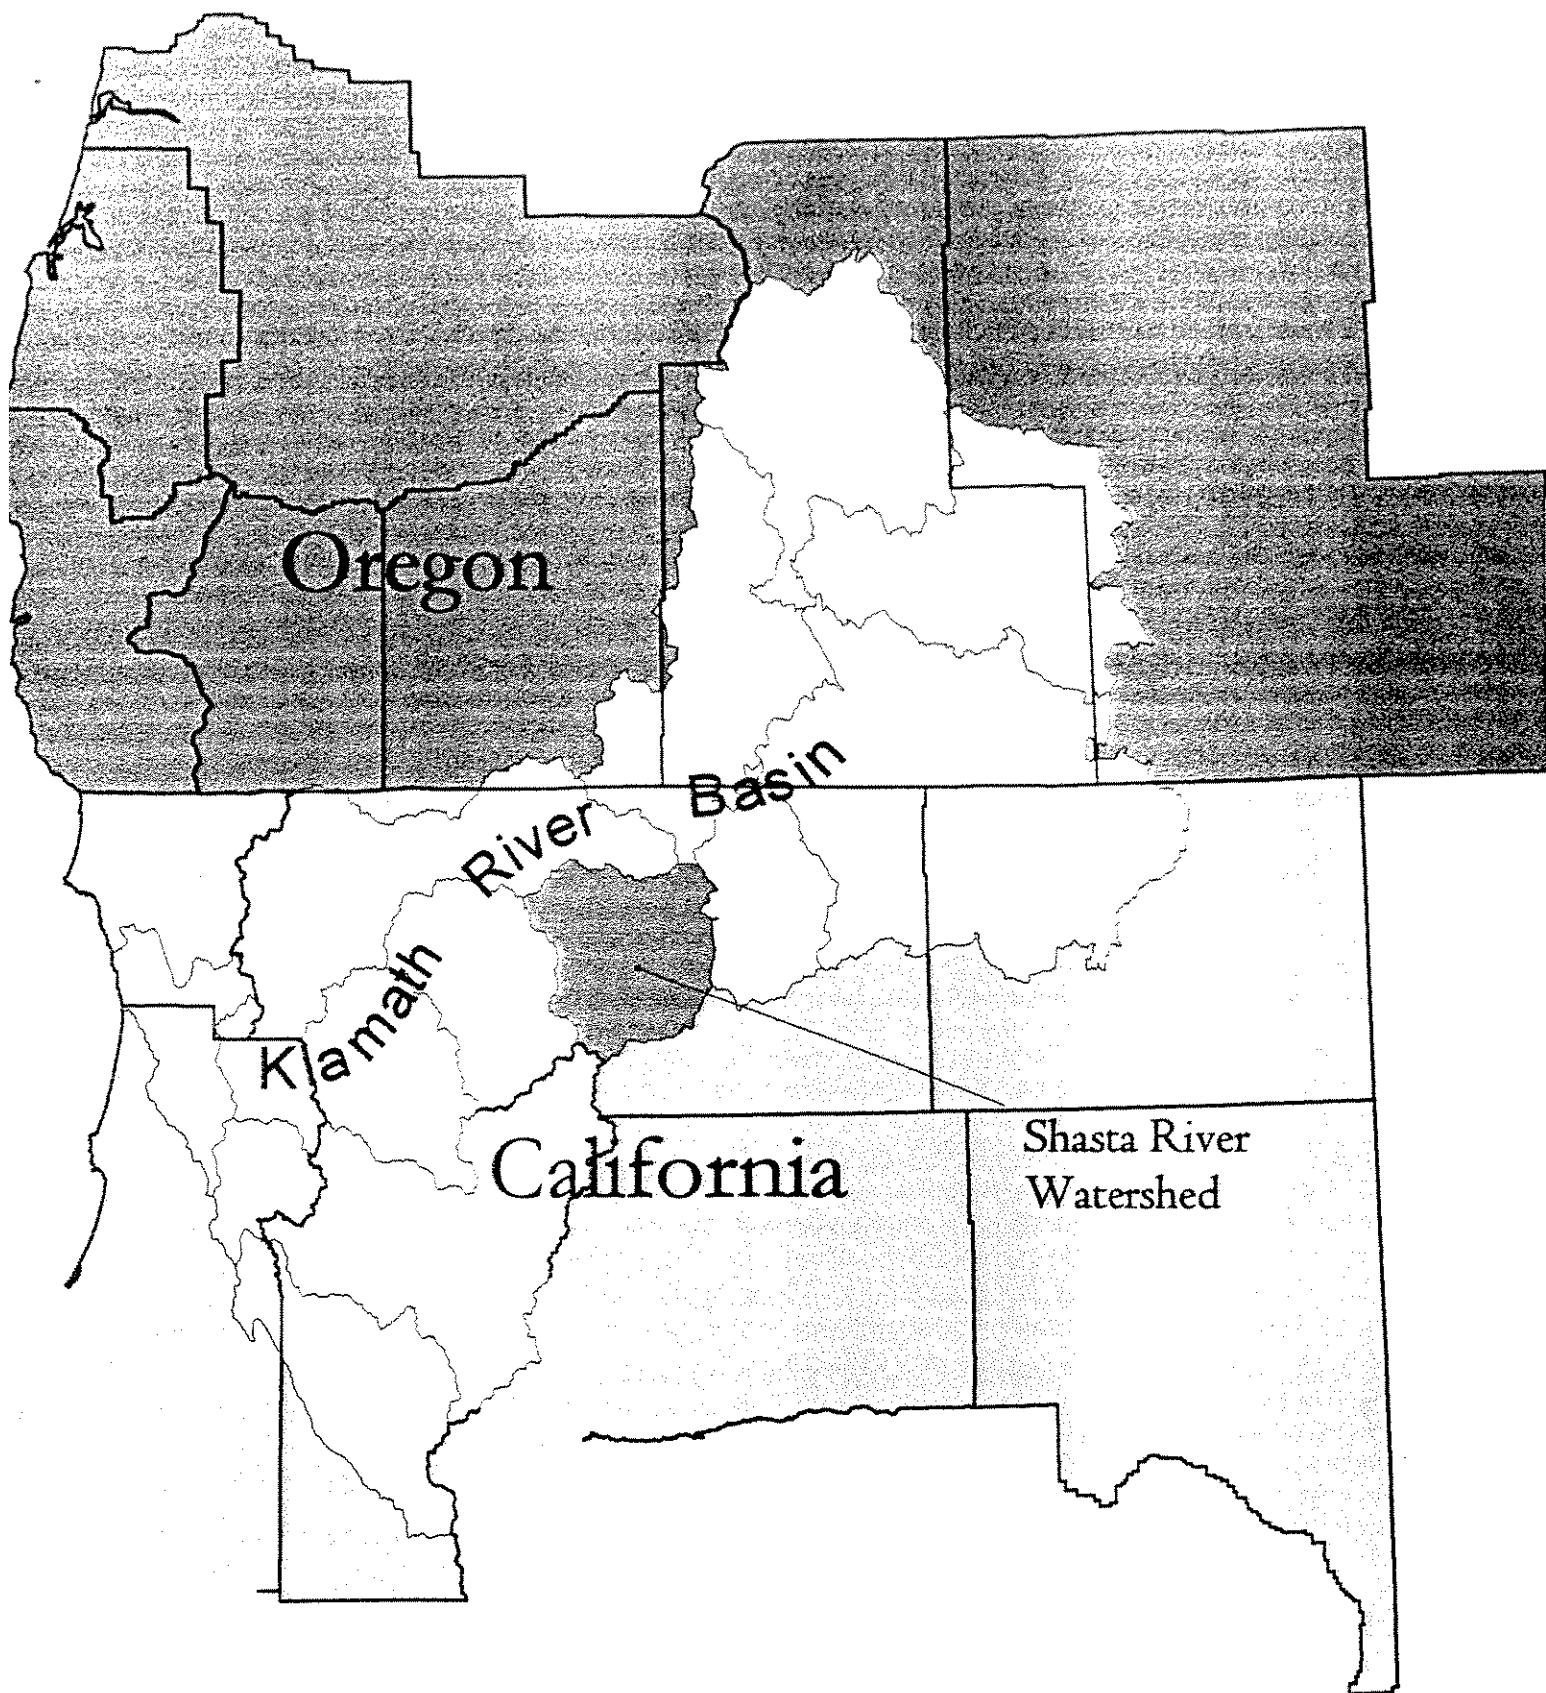 Oregon
Klamath River Basin
California
Shasta River
Watershed